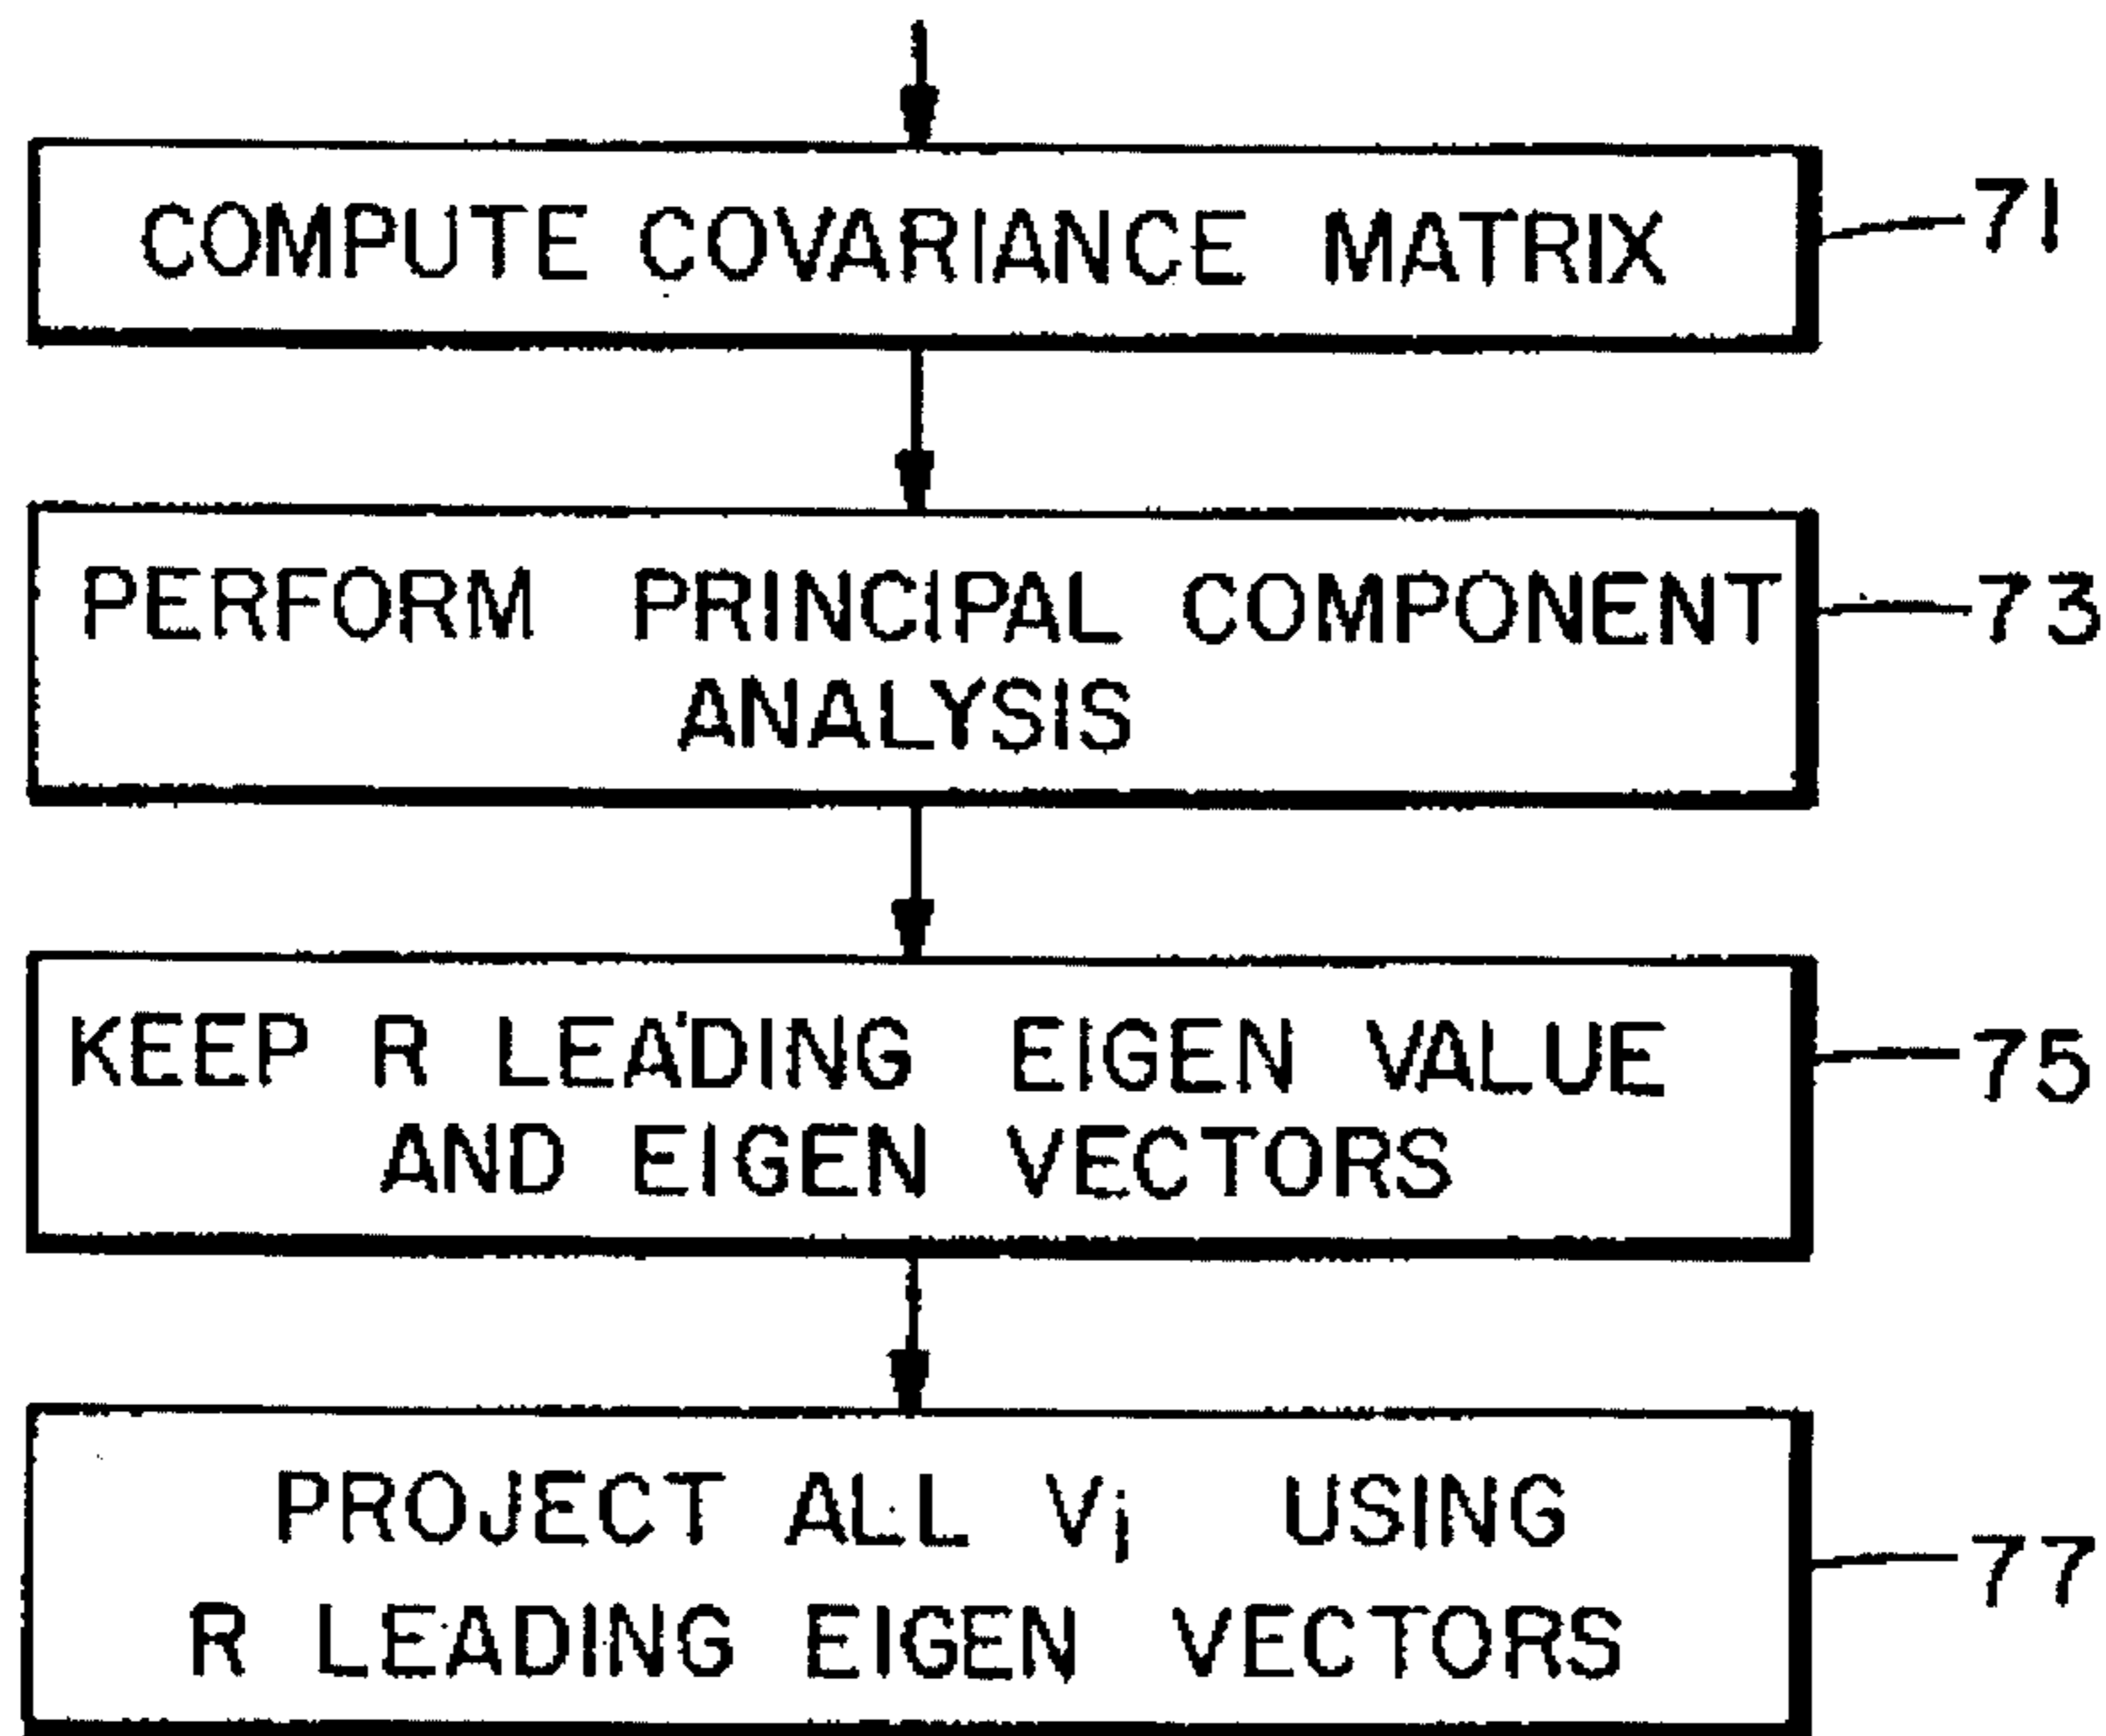 COMPUTE COVARIANCE MATRIX
71
PERFORM PRINCIPAL COMPONENT
ANALYSIS
73
KEEP R LEADING EIGEN VALUE
AND EIGEN VECTORS
75
PROJECT ALL Vj USING
R LEADING EIGEN VECTORS
77